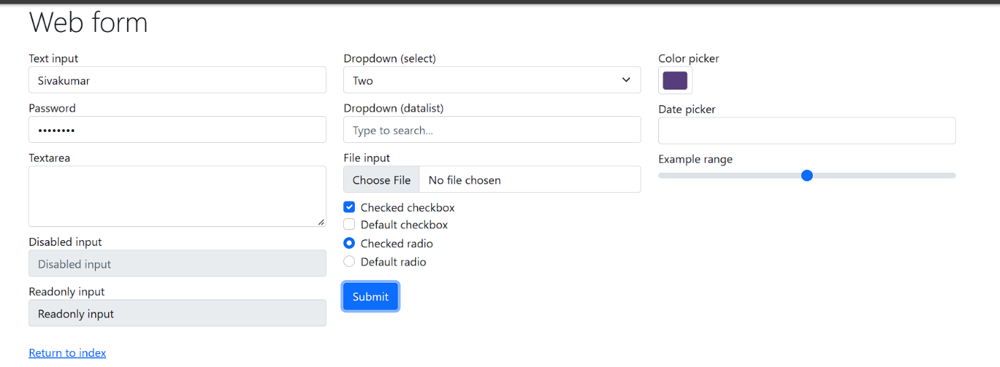 Web form
Text input
Sivakumar
Password
••••••••
Textarea
Disabled input
Disabled input
Readonly input
Readonly input
Return to index
Dropdown (select)
Two
Dropdown (datalist)
Type to search...
File input
Choose File No file chosen
Checked checkbox
Default checkbox
Checked radio
Default radio
Submit
Color picker
Date picker
Example range